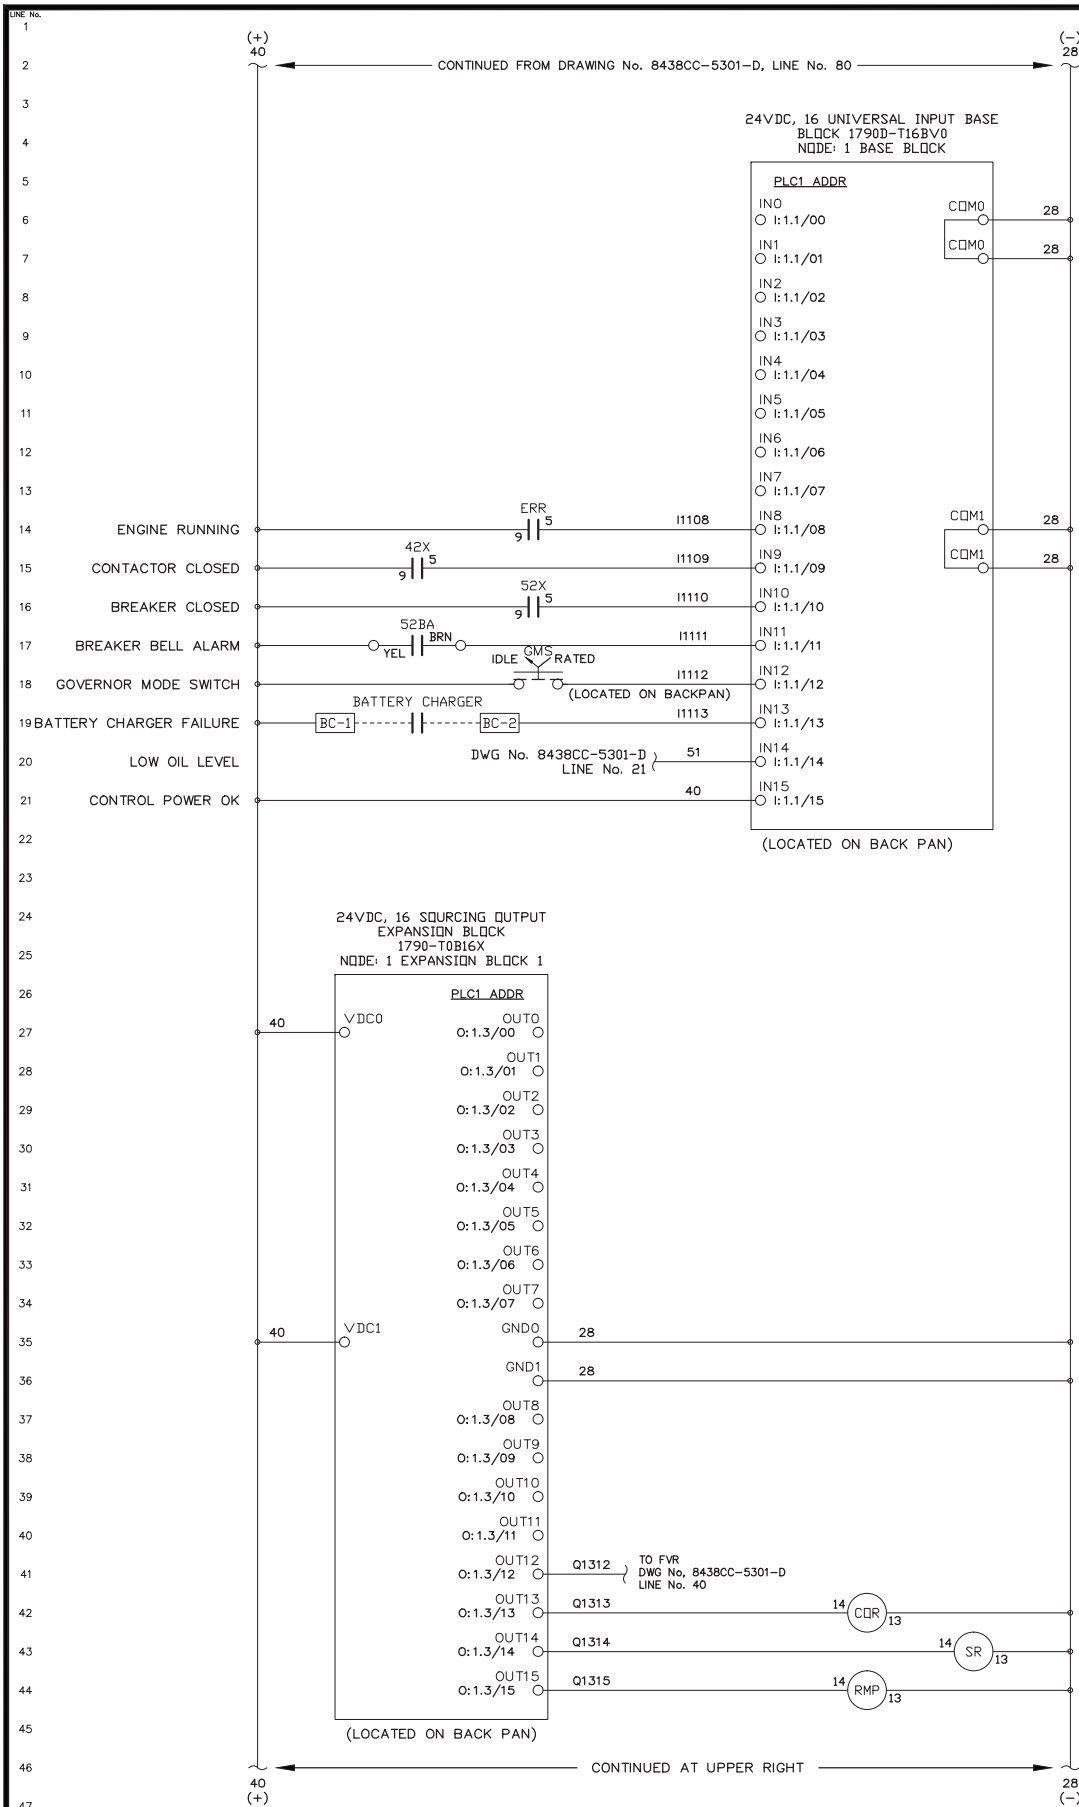 LINE No.
1
(+) (-)
40 28
2 CONTINUED FROM DRAWING No. 8438CC-5301-D, LINE No. 80
3
24VDC, 16 UNIVERSAL INPUT BASE
4 BLOCK 1790D-T16BV0
NODE: 1 BASE BLOCK
5 PLC1 ADDR
IN0 COM0 28
6 I:1.1/00
IN1 COM0 28
7 I:1.1/01
IN2
8 I:1.1/02
IN3
9 I:1.1/03
IN4
10 I:1.1/04
IN5
11 I:1.1/05
IN6
12 I:1.1/06
IN7
13 I:1.1/07
ERR I1108 IN8 COM1 28
14 ENGINE RUNNING 9 5 I:1.1/08
42X I1109 IN9 COM1 28
15 CONTACTOR CLOSED 9 5 I:1.1/09
52X I1110 IN10
16 BREAKER CLOSED 9 5 I:1.1/10
52BA I1111 IN11
17 BREAKER BELL ALARM YEL BRN I:1.1/11
GMS
IDLE RATED I1112 IN12
18 GOVERNOR MODE SWITCH (LOCATED ON BACKPAN) I:1.1/12
BATTERY CHARGER I1113 IN13
19 BATTERY CHARGER FAILURE BC-1 BC-2 I:1.1/13
DWG No. 8438CC-5301-D 51 IN14
20 LOW OIL LEVEL LINE No. 21 I:1.1/14
40 IN15
21 CONTROL POWER OK I:1.1/15
22 (LOCATED ON BACK PAN)
23
24 24VDC, 16 SOURCING OUTPUT
EXPANSION BLOCK
25 1790-T0B16X
NODE: 1 EXPANSION BLOCK 1
26 PLC1 ADDR
40 VDC0 OUT0
27 O:1.3/00
OUT1
28 O:1.3/01
OUT2
29 O:1.3/02
OUT3
30 O:1.3/03
OUT4
31 O:1.3/04
OUT5
32 O:1.3/05
OUT6
33 O:1.3/06
OUT7
34 O:1.3/07
35 40 VDC1 GND0 28
36 GND1 28
OUT8
37 O:1.3/08
OUT9
38 O:1.3/09
OUT10
39 O:1.3/10
OUT11
40 O:1.3/11
OUT12 Q1312 TO FVR
41 O:1.3/12 DWG No, 8438CC-5301-D
LINE No. 40
OUT13 Q1313
42 O:1.3/13 14 COR 13
OUT14 Q1314
43 O:1.3/14 14 SR 13
OUT15 Q1315
44 O:1.3/15 14 RMP 13
45 (LOCATED ON BACK PAN)
46 CONTINUED AT UPPER RIGHT
40 28
(+) (-)
47